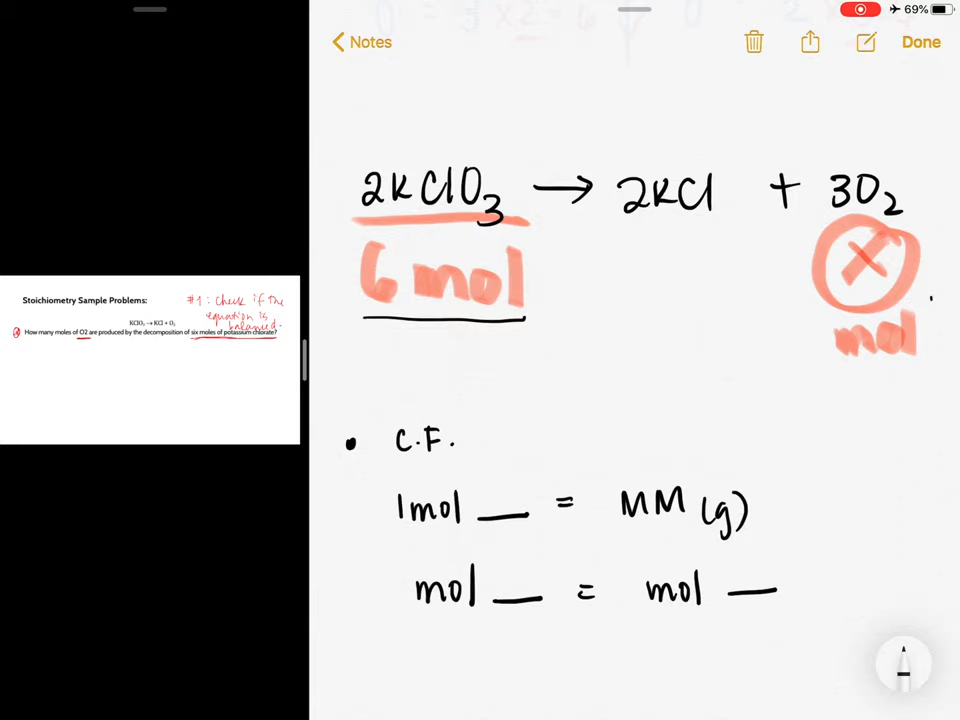 69%
Notes
Done
2KClO3 → 2KCl + 3O2
6 mol
X
mol
Stoichiometry Sample Problems:
#1: Check if the
equation is
balanced.
KClO3 → KCl + O2
How many moles of O2 are produced by the decomposition of six moles of potassium chlorate?
• C.F.
1mol __ = MM (g)
mol __ = mol __